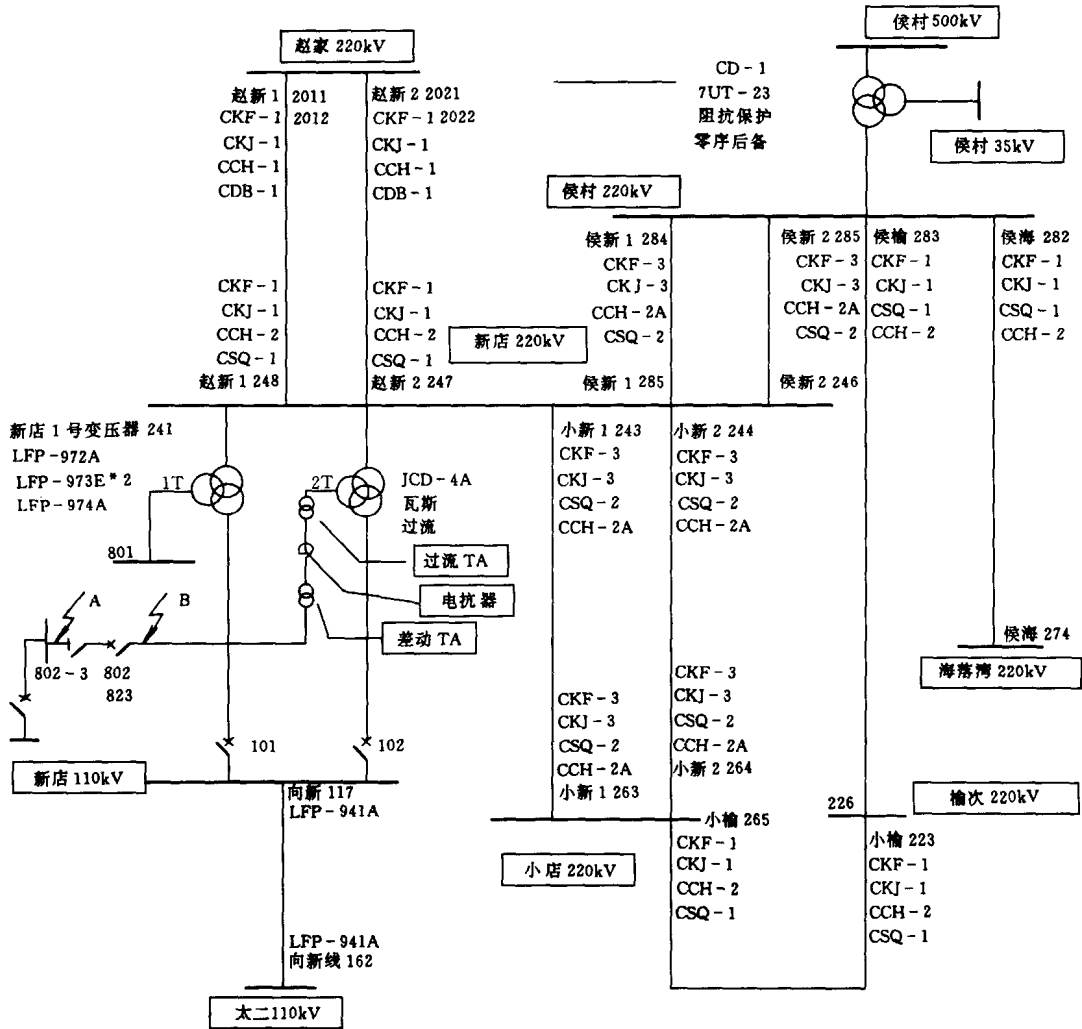 侯村 500kV
赵家 220kV
CD-1
7UT-23
阻抗保护
零序后备
侯村 35kV
赵新 1
2011
2012
CKF-1
CKJ-1
CCH-1
CDB-1
赵新 2 2021
CKF-1 2022
CKJ-1
CCH-1
CDB-1
侯村 220kV
侯新 1 284
CKF-3
CKJ-3
CCH-2A
CSQ-2
侯新 2 285
CKF-3
CKJ-3
CCH-2A
CSQ-2
侯榆 283
CKF-1
CKJ-1
CSQ-1
CCH-2
侯海 282
CKF-1
CKJ-1
CSQ-1
CCH-2
CKF-1
CKJ-1
CCH-2
CSQ-1
赵新 1 248
CKF-1
CKJ-1
CCH-2
CSQ-1
赵新 2 247
新店 220kV
侯新 1 285
侯新 2 246
新店 1 号变压器 241
LFP-972A
LFP-973E* 2
LFP-974A
1T
2T
JCD-4A
瓦斯
过流
小新 1 243
CKF-3
CKJ-3
CSQ-2
CCH-2A
小新 2 244
CKF-3
CKJ-3
CSQ-2
CCH-2A
801
过流 TA
电抗器
差动 TA
A
B
802-3
802
823
侯海 274
海落湾 220kV
CKF-3
CKJ-3
CSQ-2
CCH-2A
小新 1 263
CKF-3
CKJ-3
CSQ-2
CCH-2A
小新 2 264
101
102
新店 110kV
向新 117
LFP-941A
小榆 265
CKF-1
CKJ-1
CCH-2
CSQ-1
小店 220kV
226
榆次 220kV
小榆 223
CKF-1
CKJ-1
CCH-2
CSQ-1
LFP-941A
向新线 162
太二110kV